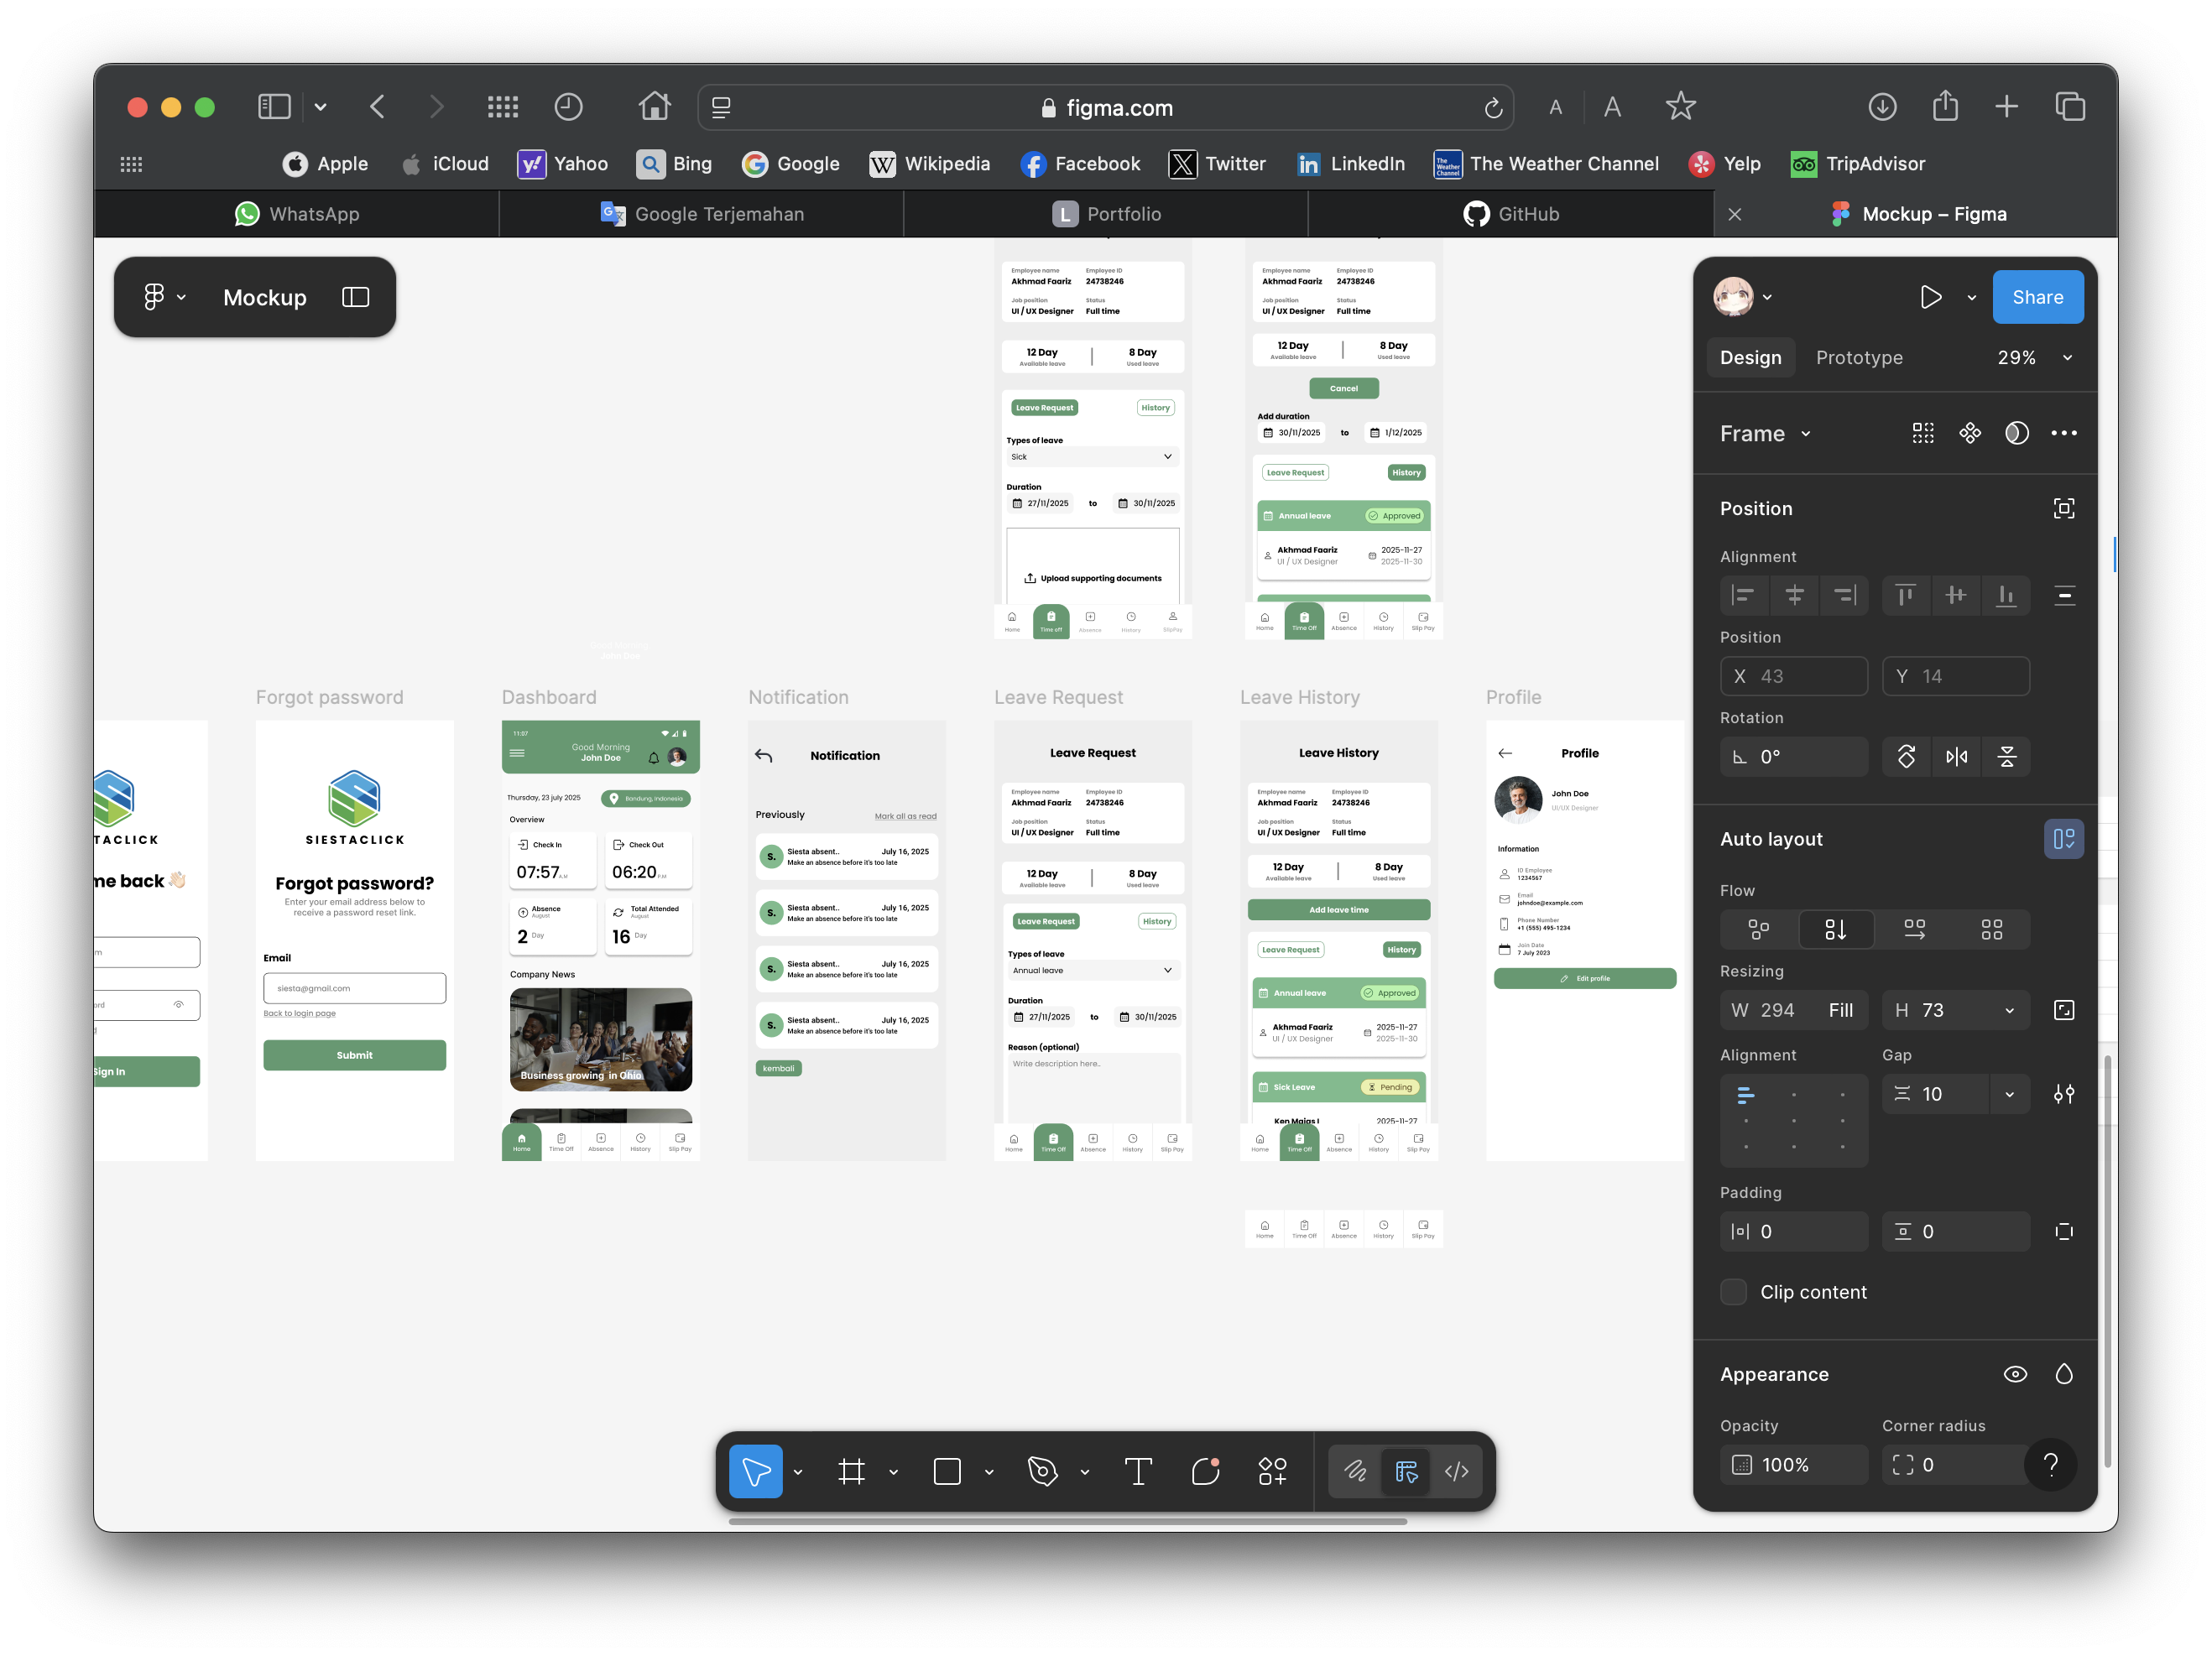 figma.com
A
A
Apple
iCloud
Yahoo
Bing
Google
Wikipedia
Facebook
Twitter
LinkedIn
The Weather Channel
Yelp
TripAdvisor
WhatsApp
Google Terjemahan
Portfolio
GitHub
Mockup – Figma
Mockup
Employee name Employee ID
Akhmad Faariz 24738246
Job position Status
UI / UX Designer Full time
12 Day 8 Day
Available leave Used leave
Leave Request History
Types of leave
Sick
Duration
27/11/2025 to 30/11/2025
Upload supporting documents
Home Time off Absence History SlipPay
Employee name Employee ID
Akhmad Faariz 24738246
Job position Status
UI / UX Designer Full time
12 Day 8 Day
Available leave Used leave
Cancel
Add duration
30/11/2025 to 1/12/2025
Leave Request History
Annual leave Approved
Akhmad Faariz 2025-11-27
UI / UX Designer 2025-11-30
Home Time Off Absence History Slip Pay
John Doe
TACLICK
me back
Sign In
Forgot password
SIESTACLICK
Forgot password?
Enter your email address below to
receive a password reset link.
Email
siesta@gmail.com
Back to login page
Submit
Dashboard
11:07
Good Morning
John Doe
Thursday, 23 july 2025 Bandung, Indonesia
Overview
Check In Check Out
07:57 A.M 06:20 P.M
Absence Total Attended
August August
2 Day 16 Day
Company News
Business growing in Ohio.
Home Time Off Absence History Slip Pay
Notification
Notification
Previously Mark all as read
S. Siesta absent.. July 16, 2025
Make an absence before it's too late
S. Siesta absent.. July 16, 2025
Make an absence before it's too late
S. Siesta absent.. July 16, 2025
Make an absence before it's too late
S. Siesta absent.. July 16, 2025
Make an absence before it's too late
kembali
Leave Request
Leave Request
Employee name Employee ID
Akhmad Faariz 24738246
Job position Status
UI / UX Designer Full time
12 Day 8 Day
Available leave Used leave
Leave Request History
Types of leave
Annual leave
Duration
27/11/2025 to 30/11/2025
Reason (optional)
Write description here..
Home Time Off Absence History Slip Pay
Leave History
Leave History
Employee name Employee ID
Akhmad Faariz 24738246
Job position Status
UI / UX Designer Full time
12 Day 8 Day
Available leave Used leave
Add leave time
Leave Request History
Annual leave Approved
Akhmad Faariz 2025-11-27
UI / UX Designer 2025-11-30
Sick Leave Pending
2025-11-27
Home Time Off Absence History Slip Pay
Home Time Off Absence History Slip Pay
Profile
Profile
John Doe
UI/UX Designer
Information
ID Employee
1234567
Email
johndoe@example.com
Phone Number
+1 (555) 495-1234
Join Date
7 July 2023
Edit profile
Share
Design Prototype 29%
Frame
Position
Alignment
Position
X 43 Y 14
Rotation
0°
Auto layout
Flow
Resizing
W 294 Fill H 73
Alignment Gap
10
Padding
0 0
Clip content
Appearance
Opacity Corner radius
100% 0
?